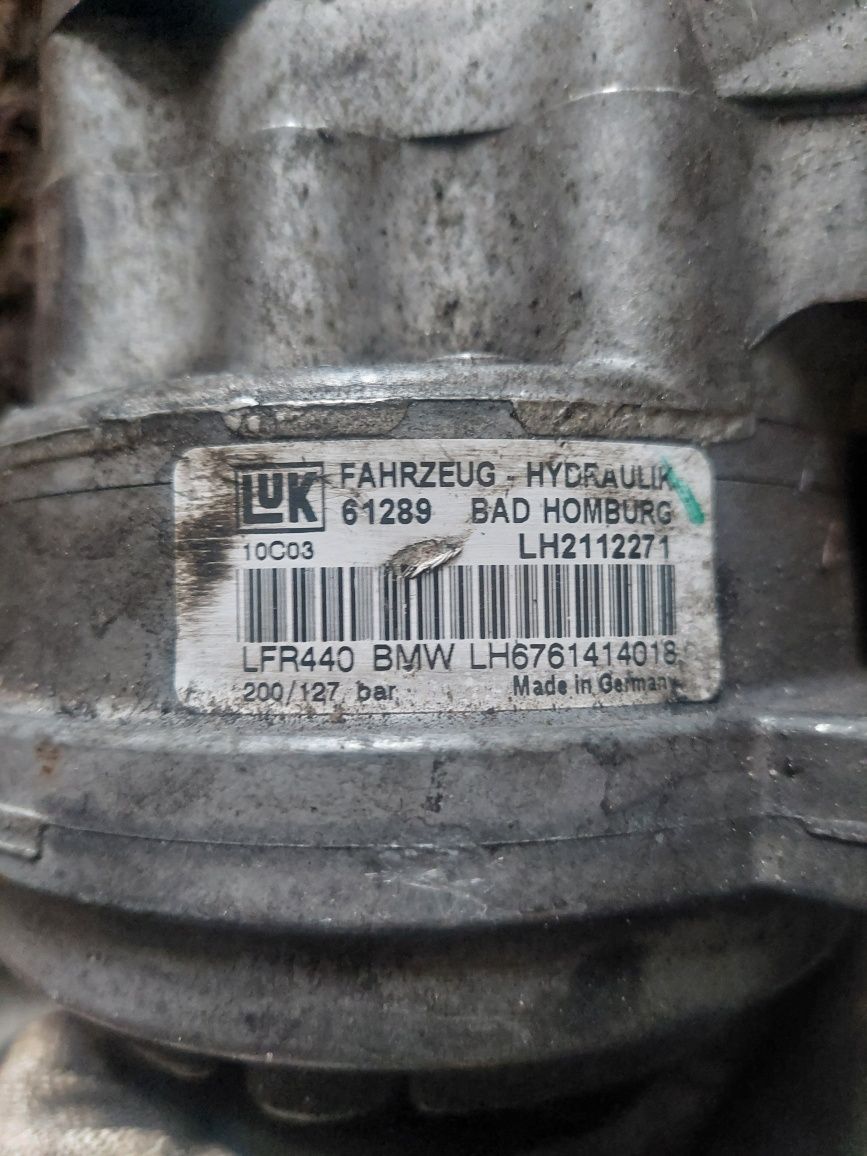 LUK FAHRZEUG - HYDRAULIK
61289 BAD HOMBURG
10C03 LH2112271
LFR440 BMW LH6761414018
200/127 bar Made in Germany